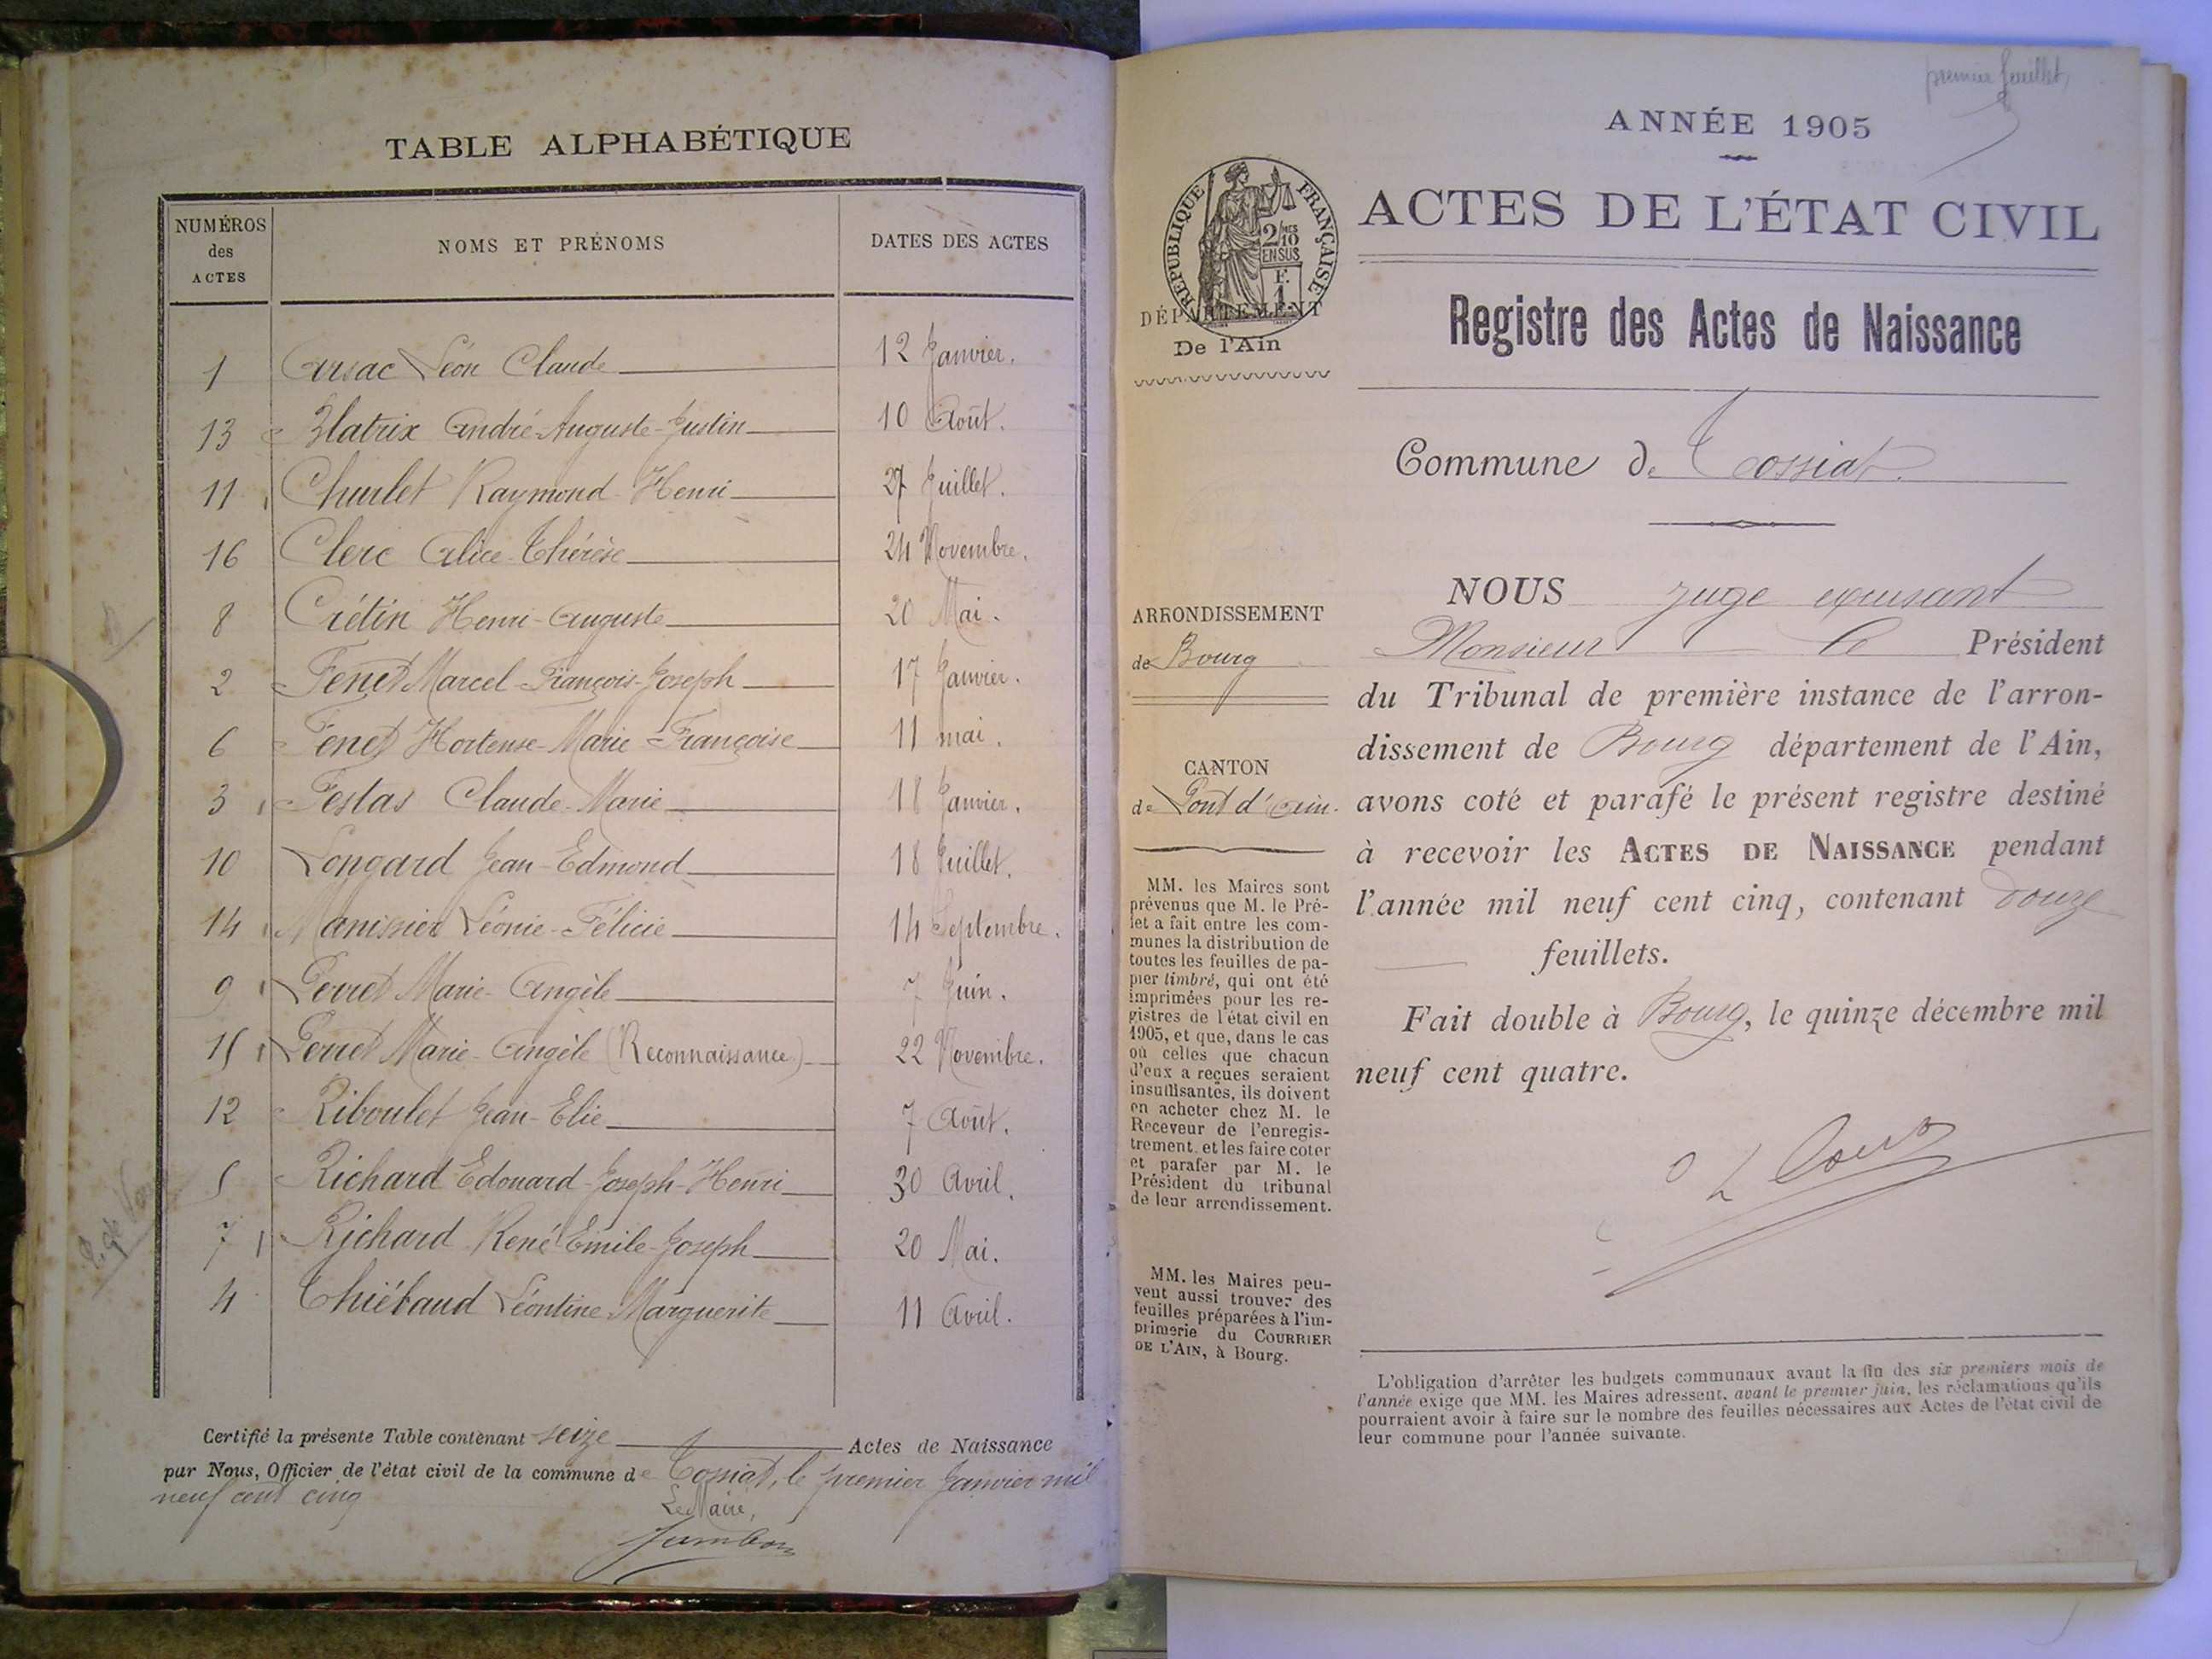 TABLE ALPHABÉTIQUE
NUMÉROS des ACTES NOMS ET PRÉNOMS DATES DES ACTES
1 Arsac Léon Claude 12 Janvier.
13 Blatrix André-Auguste-Justin 10 Août.
11 Churlet Raymond-Henri 27 Juillet.
16 Clerc Alice-Thérèse 24 Novembre.
8 Crétin Henri-Auguste 20 Mai.
2 Fenet Marcel-François-Joseph 17 Janvier.
6 Fenet Hortense-Marie-Françoise 11 mai.
3 Festas Claude-Marie 18 Janvier.
10 Longard Jean-Edmond 18 Juillet.
14 Manissier Léonie-Félicie 14 Septembre.
9 Perret Marie-Angèle 7 Juin.
15 Perret Marie-Angèle (Reconnaissance) 22 Novembre.
12 Riboulet Jean-Elie 7 Août.
5 Richard Edouard-Joseph-Henri 30 Avril.
7 Richard René Emile-Joseph 20 Mai.
4 Thiébaud Léontine Marguerite 11 Avril.
Certifié la présente Table contenant seize Actes de Naissance
par Nous, Officier de l'état civil de la commune de Tossiat, le premier Janvier mil
neuf cent cinq
Le Maire,
premier feuillet
ANNÉE 1905
RÉPUBLIQUE FRANÇAISE
2/10 EN SUS
F. 1
ACTES DE L'ÉTAT CIVIL
DÉPARTEMENT
De l'Ain
Registre des Actes de Naissance
Commune de Tossiat.
ARRONDISSEMENT
de Bourg
CANTON
de Pont d'Ain.
MM. les Maires sont
prévenus que M. le Pré-
fet a fait entre les com-
munes la distribution de
toutes les feuilles de pa-
pier timbré, qui ont été
imprimées pour les re-
gistres de l'état civil en
1905, et que, dans le cas
où celles que chacun
d'eux a reçues seraient
insuffisantes, ils doivent
en acheter chez M. le
Receveur de l'enregis-
trement, et les faire coter
et parafer par M. le
Président du tribunal
de leur arrondissement.
MM. les Maires peu-
vent aussi trouver des
feuilles préparées à l'im-
primerie du COURRIER
DE L'AIN, à Bourg.
NOUS juge
Monsieur le Président
du Tribunal de première instance de l'arron-
dissement de Bourg département de l'Ain,
avons coté et parafé le présent registre destiné
à recevoir les ACTES DE NAISSANCE pendant
l'année mil neuf cent cinq, contenant douze
feuillets.
Fait double à Bourg, le quinze décembre mil
neuf cent quatre.
L'obligation d'arrêter les budgets communaux avant la fin des six premiers mois de
l'année exige que MM. les Maires adressent, avant le premier juin, les réclamations qu'ils
pourraient avoir à faire sur le nombre des feuilles nécessaires aux Actes de l'état civil de
leur commune pour l'année suivante.